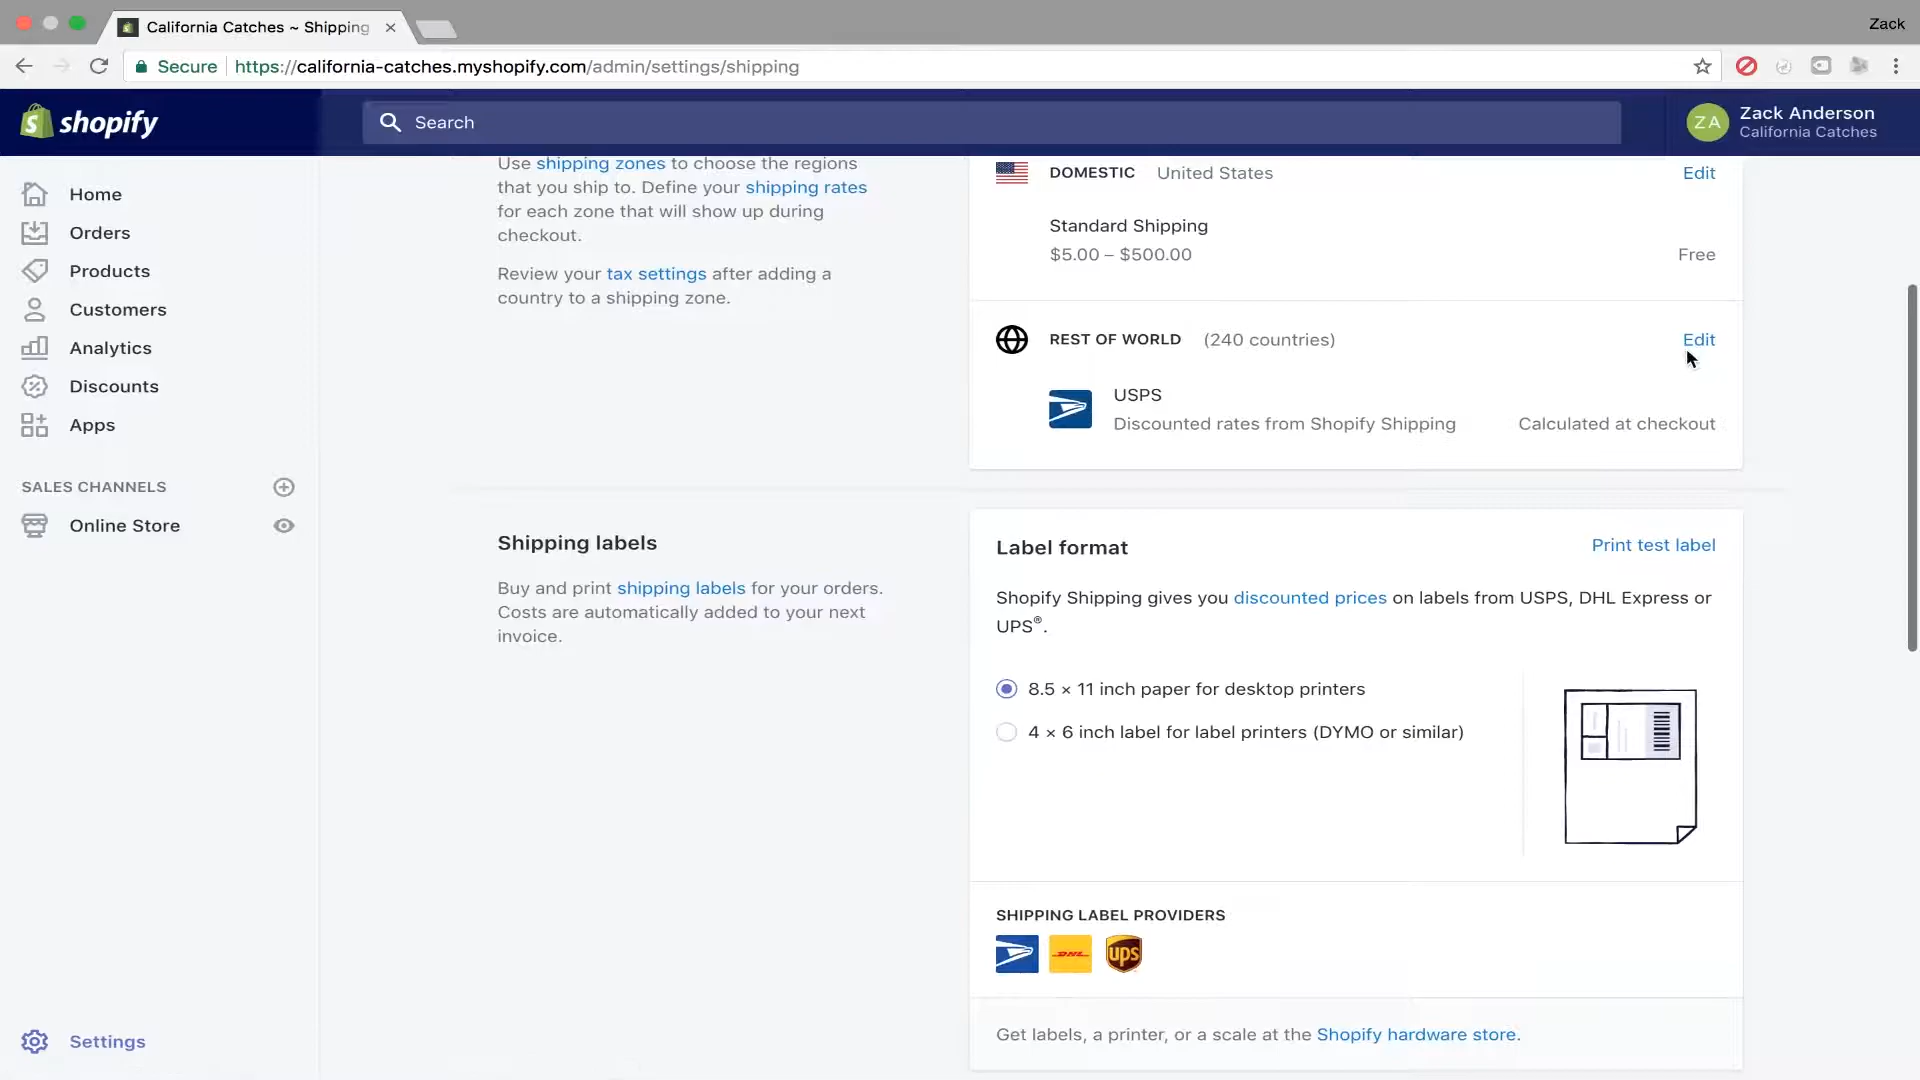 California Catches ~ Shipping
Zack
Secure
https://california-catches.myshopify.com/admin/settings/shipping
shopify
Search
ZA
Zack Anderson
California Catches
Home
Orders
Products
Customers
Analytics
Discounts
Apps
SALES CHANNELS
Online Store
Settings
Use shipping zones to choose the regions
that you ship to. Define your shipping rates
for each zone that will show up during
checkout.
Review your tax settings after adding a
country to a shipping zone.
DOMESTIC United States Edit
Standard Shipping
$5.00 – $500.00 Free
REST OF WORLD (240 countries) Edit
USPS
Discounted rates from Shopify Shipping Calculated at checkout
Shipping labels
Buy and print shipping labels for your orders.
Costs are automatically added to your next
invoice.
Label format Print test label
Shopify Shipping gives you discounted prices on labels from USPS, DHL Express or
UPS®.
8.5 × 11 inch paper for desktop printers
4 × 6 inch label for label printers (DYMO or similar)
SHIPPING LABEL PROVIDERS
DHL
ups
Get labels, a printer, or a scale at the Shopify hardware store.